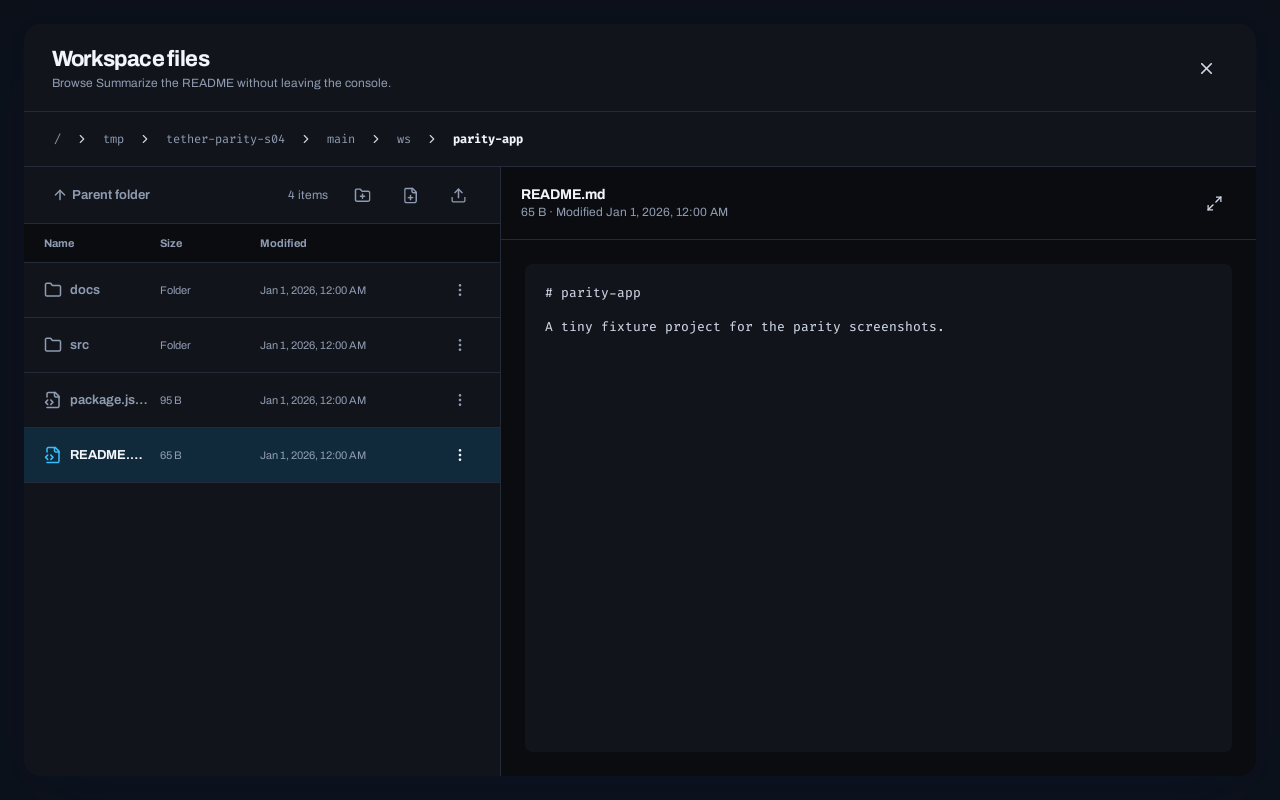 Workspace files
Browse Summarize the README without leaving the console.
/ tmp tether-parity-s04 main ws parity-app
Parent folder 4 items
Name Size Modified
docs Folder Jan 1, 2026, 12:00 AM
src Folder Jan 1, 2026, 12:00 AM
package.js... 95 B Jan 1, 2026, 12:00 AM
README.... 65 B Jan 1, 2026, 12:00 AM
README.md
65 B · Modified Jan 1, 2026, 12:00 AM
# parity-app
A tiny fixture project for the parity screenshots.